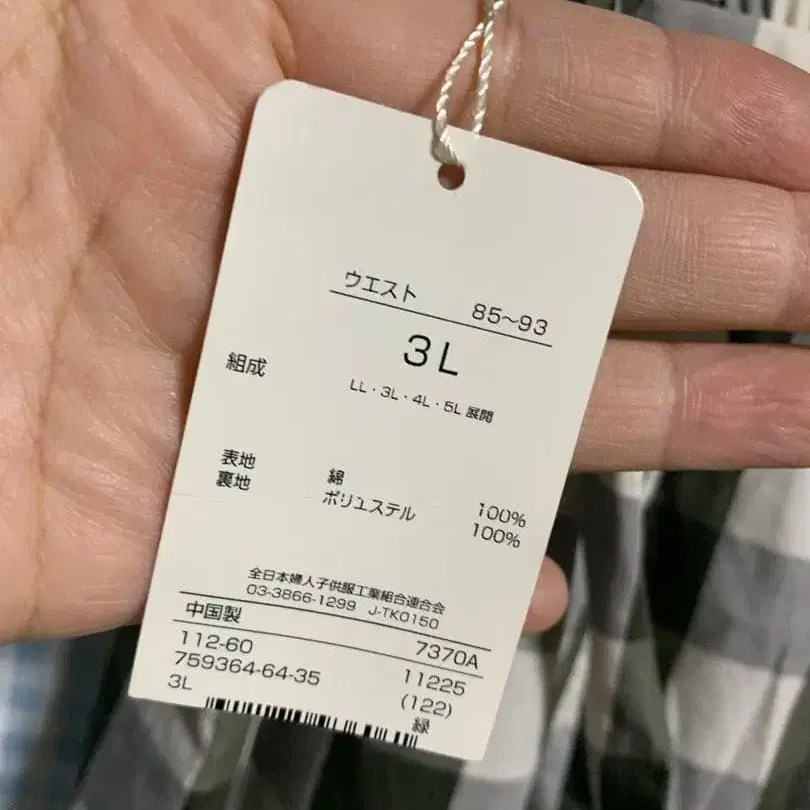 ウエスト 85~93
3L
LL・3L・4L・5L 展開
組成
表地 綿 100%
裏地 ポリエステル 100%
全日本婦人子供服工業組合連合会
03-3866-1299 J-TK0150
中国製
112-60 7370A
759364-64-35 11225
3L (122)
緑